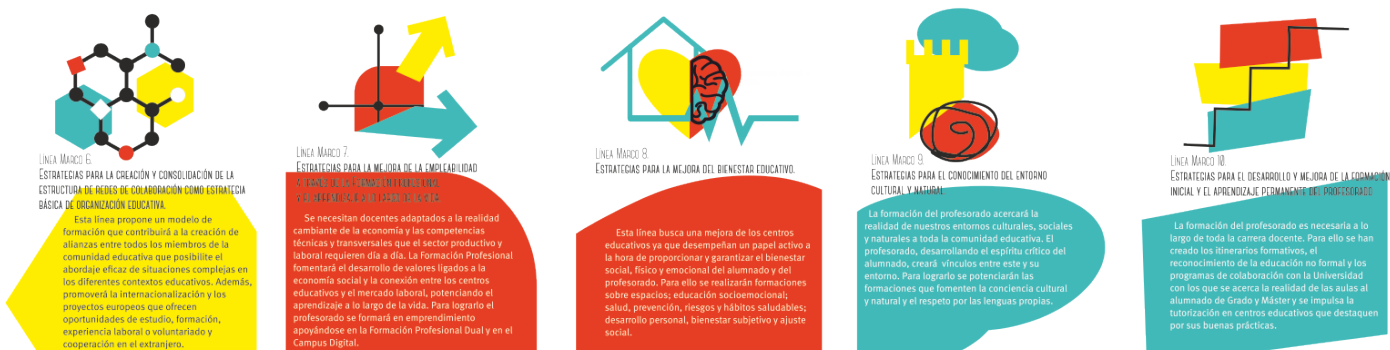 LÍNEA MARCO 6.
ESTRATEGIAS PARA LA CREACIÓN Y CONSOLIDACIÓN DE LA
ESTRUCTURA DE REDES DE COLABORACIÓN COMO ESTRATEGIA
BÁSICA DE ORGANIZACIÓN EDUCATIVA.
Esta línea propone un modelo de
formación que contribuirá a la creación de
alianzas entre todos los miembros de la
comunidad educativa que posibilite el
abordaje eficaz de situaciones complejas en
los diferentes contextos educativos. Además,
promoverá la internacionalización y los
proyectos europeos que ofrecen
oportunidades de estudio, formación,
experiencia laboral o voluntariado y
cooperación en el extranjero.
LÍNEA MARCO 7.
ESTRATEGIAS PARA LA MEJORA DE LA EMPLEABILIDAD
A TRAVÉS DE LA FORMACIÓN PROFESIONAL
Se necesitan docentes adaptados a la realidad
cambiante de la economía y las competencias
técnicas y transversales que el sector productivo y
laboral requieren día a día. La Formación Profesional
fomentará el desarrollo de valores ligados a la
economía social y la conexión entre los centros
educativos y el mercado laboral, potenciando el
aprendizaje a lo largo de la vida. Para lograrlo el
profesorado se formará en emprendimiento
apoyándose en la Formación Profesional Dual y en el
Campus Digital.
LÍNEA MARCO 8.
ESTRATEGIAS PARA LA MEJORA DEL BIENESTAR EDUCATIVO.
Esta línea busca una mejora de los centros
educativos ya que desempeñan un papel activo a
la hora de proporcionar y garantizar el bienestar
social, físico y emocional del alumnado y del
profesorado. Para ello se realizarán formaciones
sobre espacios; educación socioemocional;
salud, prevención, riesgos y hábitos saludables;
desarrollo personal, bienestar subjetivo y ajuste
social.
LÍNEA MARCO 9.
ESTRATEGIAS PARA EL CONOCIMIENTO DEL ENTORNO
CULTURAL Y NATURAL.
La formación del profesorado acercará la
realidad de nuestros entornos culturales, sociales
y naturales a toda la comunidad educativa. El
profesorado, desarrollando el espíritu crítico del
alumnado, creará vínculos entre este y su
entorno. Para lograrlo se potenciarán las
formaciones que fomenten la conciencia cultural
y natural y el respeto por las lenguas propias.
LÍNEA MARCO 10.
ESTRATEGIAS PARA EL DESARROLLO Y MEJORA DE LA FORMACIÓN
INICIAL Y EL APRENDIZAJE PERMANENTE DEL PROFESORADO
La formación del profesorado es necesaria a lo
largo de toda la carrera docente. Para ello se han
creado los itinerarios formativos, el
reconocimiento de la educación no formal y los
programas de colaboración con la Universidad
con los que se acerca la realidad de las aulas al
alumnado de Grado y Máster y se impulsa la
tutorización en centros educativos que destaquen
por sus buenas prácticas.